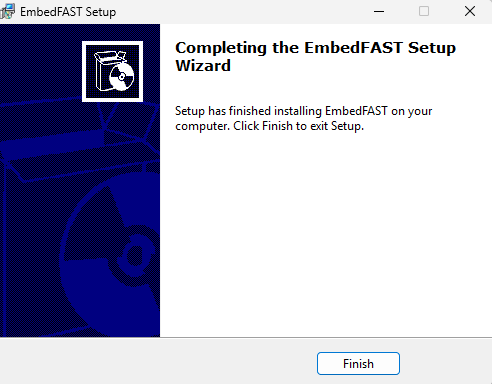 EmbedFAST Setup
Completing the EmbedFAST Setup
Wizard
Setup has finished installing EmbedFAST on your
computer. Click Finish to exit Setup.
Finish